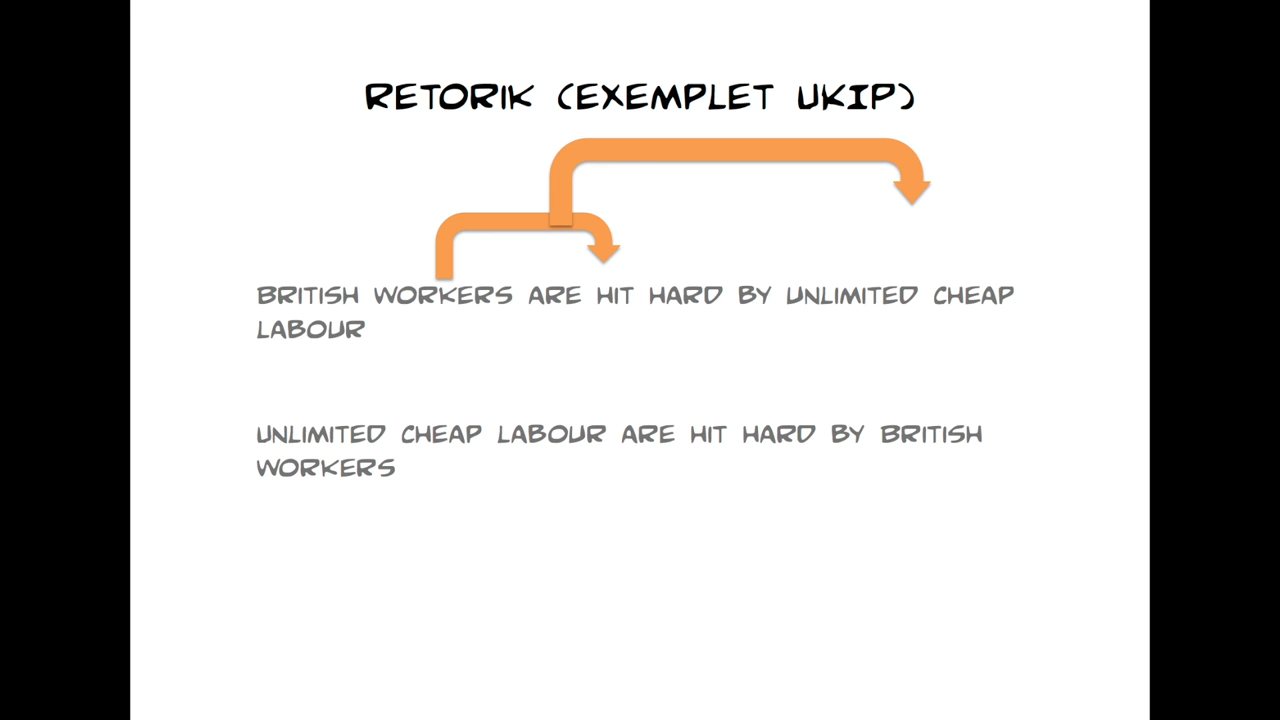 RETORIK (EXEMPLET UKIP)
BRITISH WORKERS ARE HIT HARD BY UNLIMITED CHEAP
LABOUR
UNLIMITED CHEAP LABOUR ARE HIT HARD BY BRITISH
WORKERS